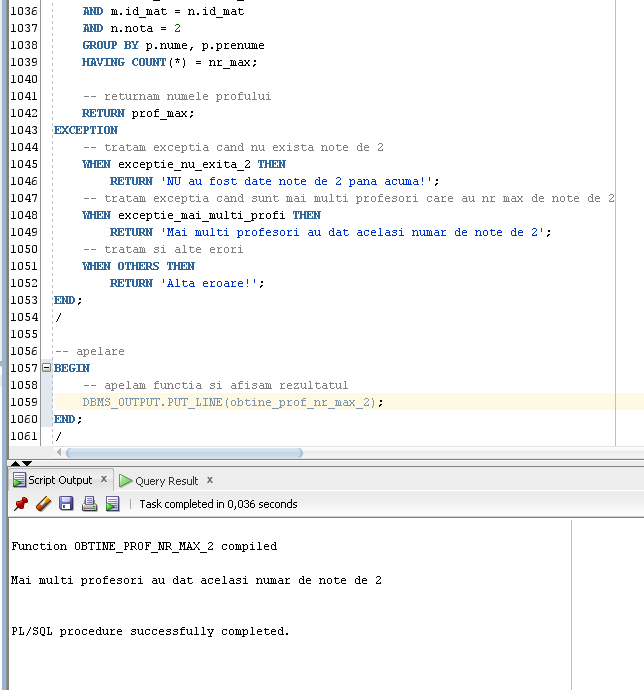 1036 AND m.id_mat = n.id_mat
1037 AND n.nota = 2
1038 GROUP BY p.nume, p.prenume
1039 HAVING COUNT(*) = nr_max;
1040
1041 -- returnam numele profului
1042 RETURN prof_max;
1043 EXCEPTION
1044 -- tratam exceptia cand nu exista note de 2
1045 WHEN exceptie_nu_exita_2 THEN
1046 RETURN 'NU au fost date note de 2 pana acuma!';
1047 -- tratam exceptia cand sunt mai multi profesori care au nr max de note de 2
1048 WHEN exceptie_mai_multi_profi THEN
1049 RETURN 'Mai multi profesori au dat acelasi numar de note de 2';
1050 -- tratam si alte erori
1051 WHEN OTHERS THEN
1052 RETURN 'Alta eroare!';
1053 END;
1054 /
1055
1056 -- apelare
1057 BEGIN
1058 -- apelam functia si afisam rezultatul
1059 DBMS_OUTPUT.PUT_LINE(obtine_prof_nr_max_2);
1060 END;
1061 /
Script Output x Query Result x
Task completed in 0,036 seconds
Function OBTINE_PROF_NR_MAX_2 compiled
Mai multi profesori au dat acelasi numar de note de 2
PL/SQL procedure successfully completed.